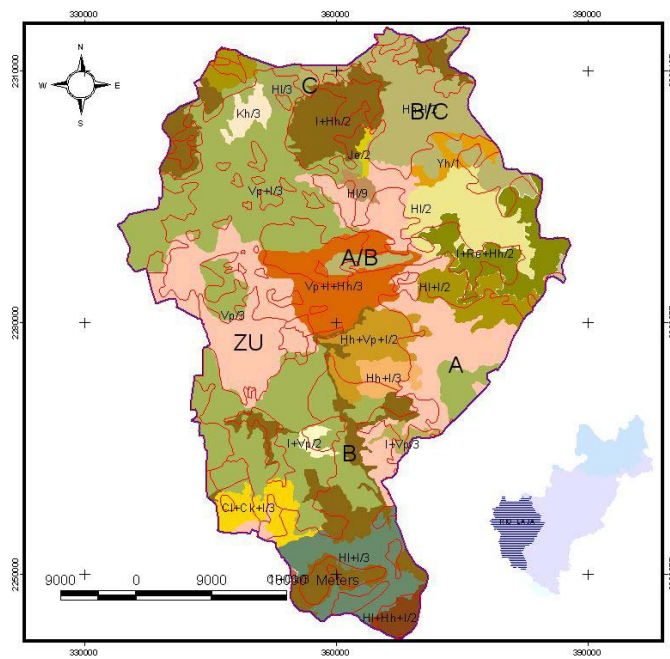 330000
360000
390000
2310000
N
W E
S
C
Hl/3
Kh/3
I+Hh/2
B/C
Je/2
Yh/1
Vp+I/3
Hl/9
Hl/2
A/B
I+Re+Hh/2
Vp+I+Hh/3
Hl+I/2
Vp/3
2280000
ZU
Hh+Vp+I/2
A
Hh+I/3
I+Vp/2
B
I+Vp/3
Cl+Ck+I/3
RIO LAJA
Hl+I/3
2250000
9000 0 9000 Meters
Hl+Hh+I/2
330000
360000
390000